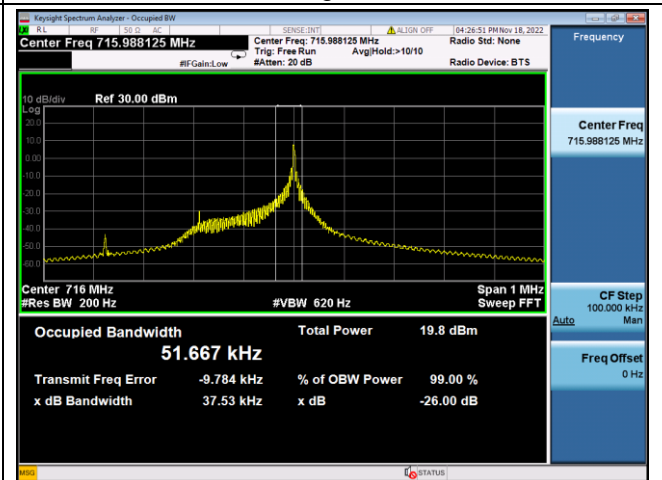 Keysight Spectrum Analyzer - Occupied BW
RL RF 50 Ω AC SENSE:INT ALIGN OFF 04:26:51 PM Nov 18, 2022
Center Freq 715.988125 MHz Center Freq: 715.988125 MHz Radio Std: None Frequency
Trig: Free Run Avg|Hold:>10/10
#IFGain:Low #Atten: 20 dB Radio Device: BTS
10 dB/div Ref 30.00 dBm
Log
20.0
10.0
0.00
-10.0
-20.0
-30.0
-40.0
-50.0
-60.0
Center 716 MHz Span 1 MHz
#Res BW 200 Hz #VBW 620 Hz Sweep FFT
Occupied Bandwidth Total Power 19.8 dBm
51.667 kHz
Transmit Freq Error -9.784 kHz % of OBW Power 99.00 %
x dB Bandwidth 37.53 kHz x dB -26.00 dB
Center Freq
715.988125 MHz
CF Step
100.000 kHz
Auto Man
Freq Offset
0 Hz
MSG STATUS